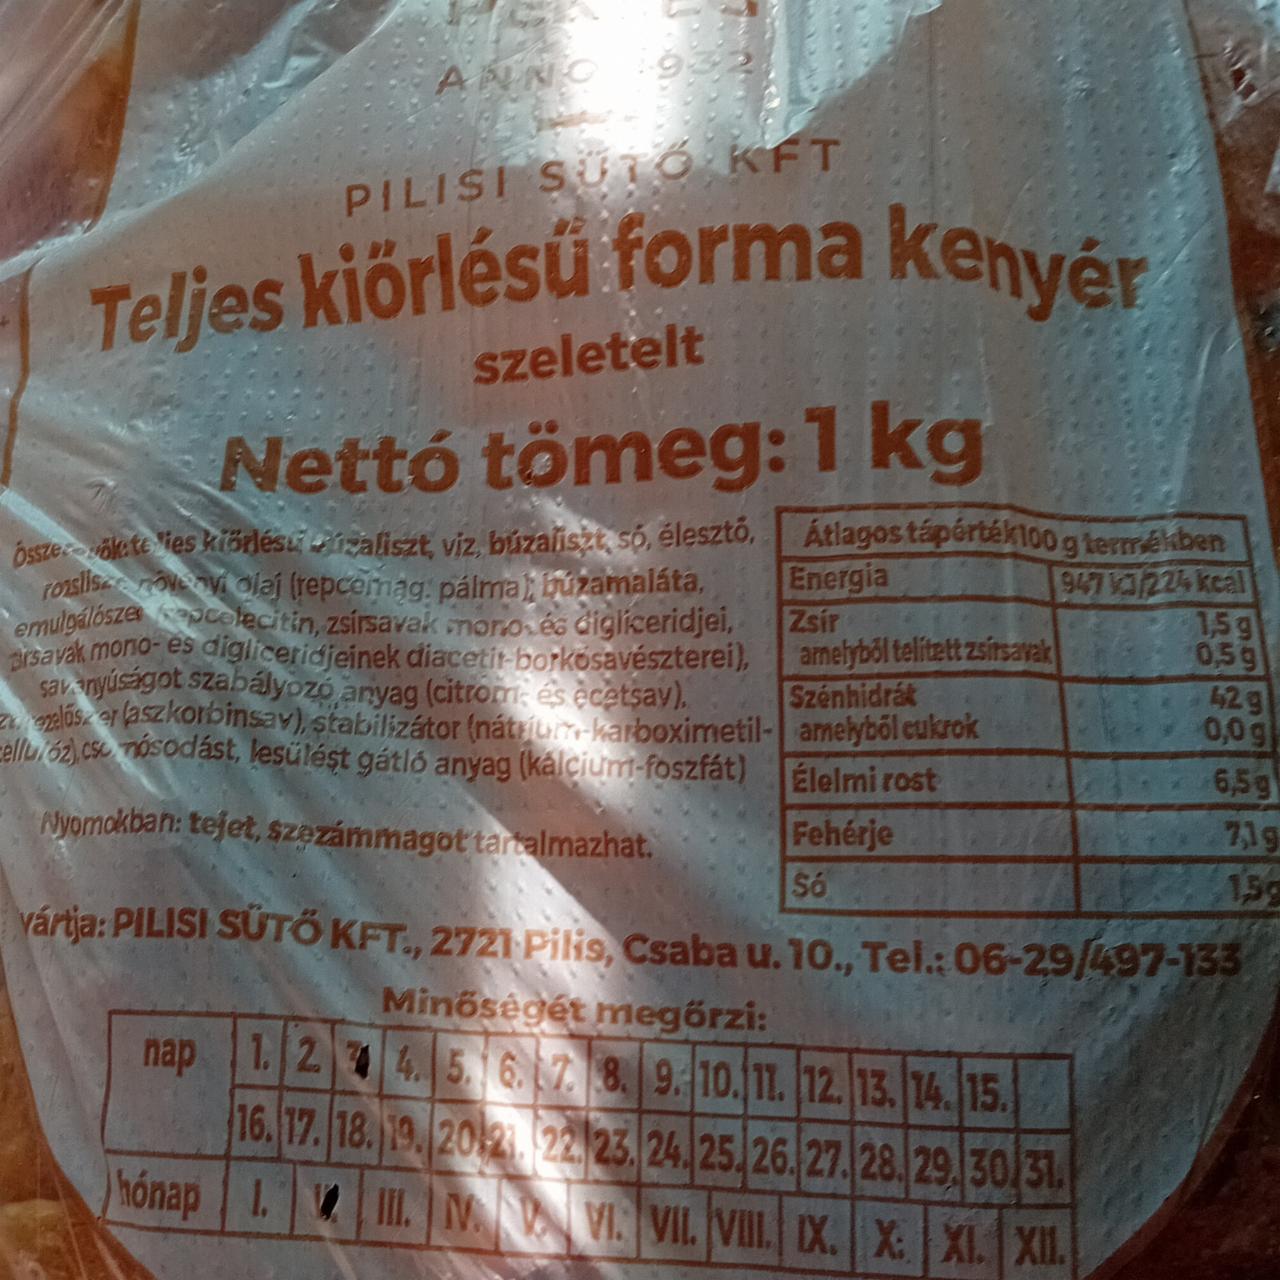 ANNO 1932
PILISI SÜTŐ KFT
Teljes kiőrlésű forma kenyér
szeletelt
Nettó tömeg: 1 kg
teljes kiőrlésű búzaliszt, víz, búzaliszt, só, élesztő,
rozsliszt, növényi olaj (repcemag, pálma), búzamaláta,
emulgálószer (repcelecitin, zsírsavak mono- és digliceridjei,
zsírsavak mono- és digliceridjeinek diacetil-borkősavészterei),
savanyúságot szabályozó anyag (citrom- és ecetsav),
(aszkorbinsav), stabilizátor (nátrium-karboximetil-
cellulóz), csomósodást, lesülést gátló anyag (kálcium-foszfát)
Nyomokban: tejet, szezámmagot tartalmazhat.
Átlagos tápérték 100 g termékben
Energia 947 kJ/224 kcal
Zsír 1,5 g
amelyből telített zsírsavak 0,5 g
Szénhidrát 42 g
amelyből cukrok 0,0 g
Élelmi rost 6,5 g
Fehérje 7,1 g
Só 1,5 g
yártja: PILISI SÜTŐ KFT., 2721 Pilis, Csaba u. 10., Tel.: 06-29/497-133
Minőségét megőrzi:
nap 1. 2. 4. 5. 6. 7. 8. 9. 10. 11. 12. 13. 14. 15.
16. 17. 18. 19. 20. 21. 22. 23. 24. 25. 26. 27. 28. 29. 30. 31.
hónap I. III. IV. V. VI. VII. VIII. IX. X. XI. XII.